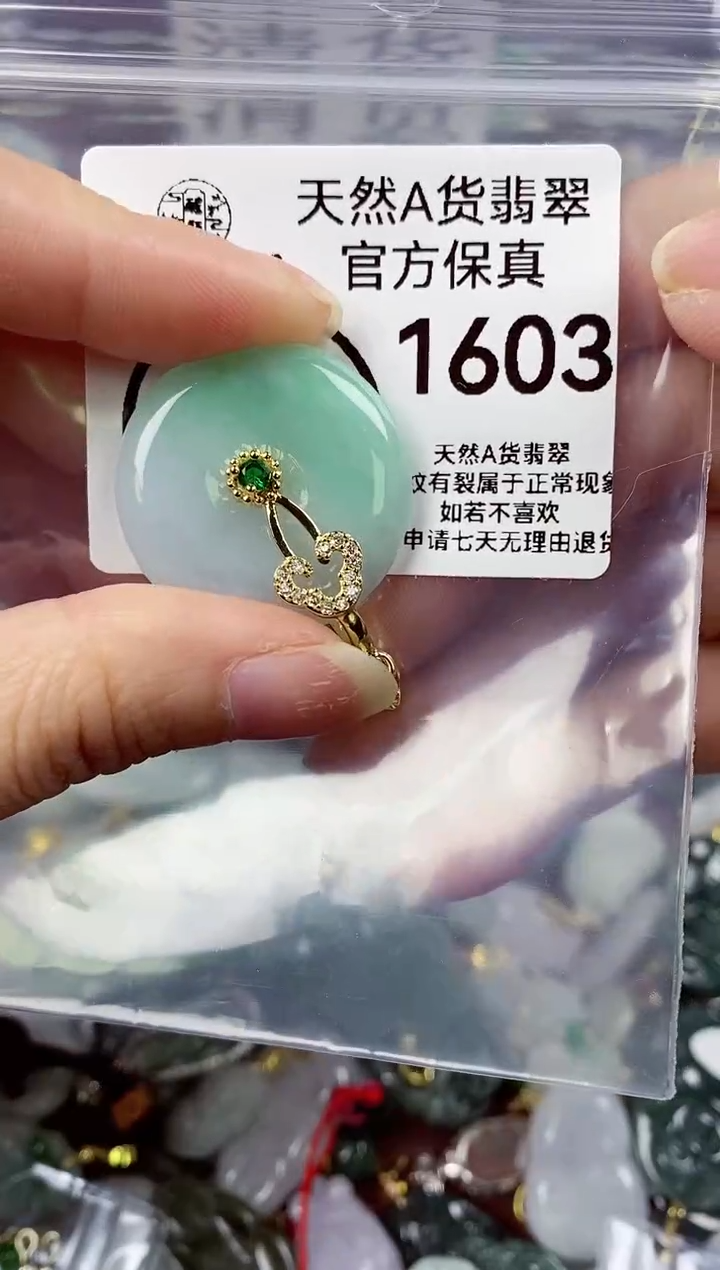 清货
天然A货翡翠
官方保真
1603
天然A货翡翠
纹有裂属于正常现象
如若不喜欢
申请七天无理由退货